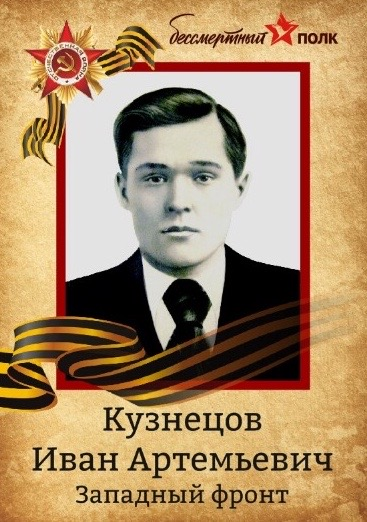 бессмертный полк
Кузнецов
Иван Артемьевич
Западный фронт